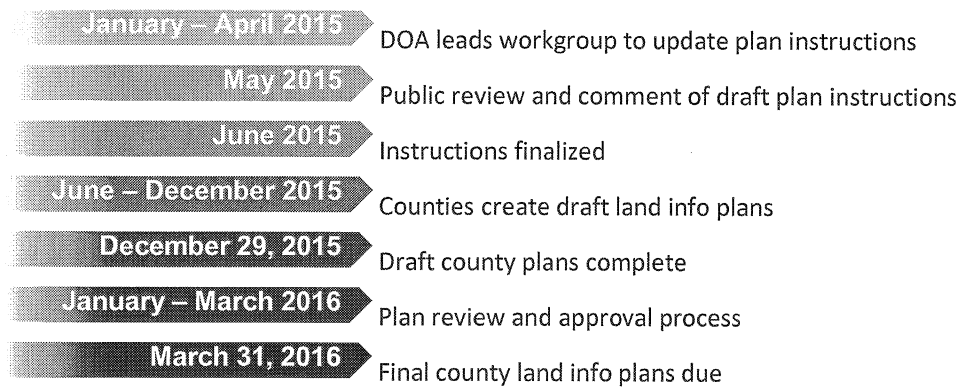 January – April 2015
DOA leads workgroup to update plan instructions
May 2015
Public review and comment of draft plan instructions
June 2015
Instructions finalized
June – December 2015
Counties create draft land info plans
December 29, 2015
Draft county plans complete
January – March 2016
Plan review and approval process
March 31, 2016
Final county land info plans due